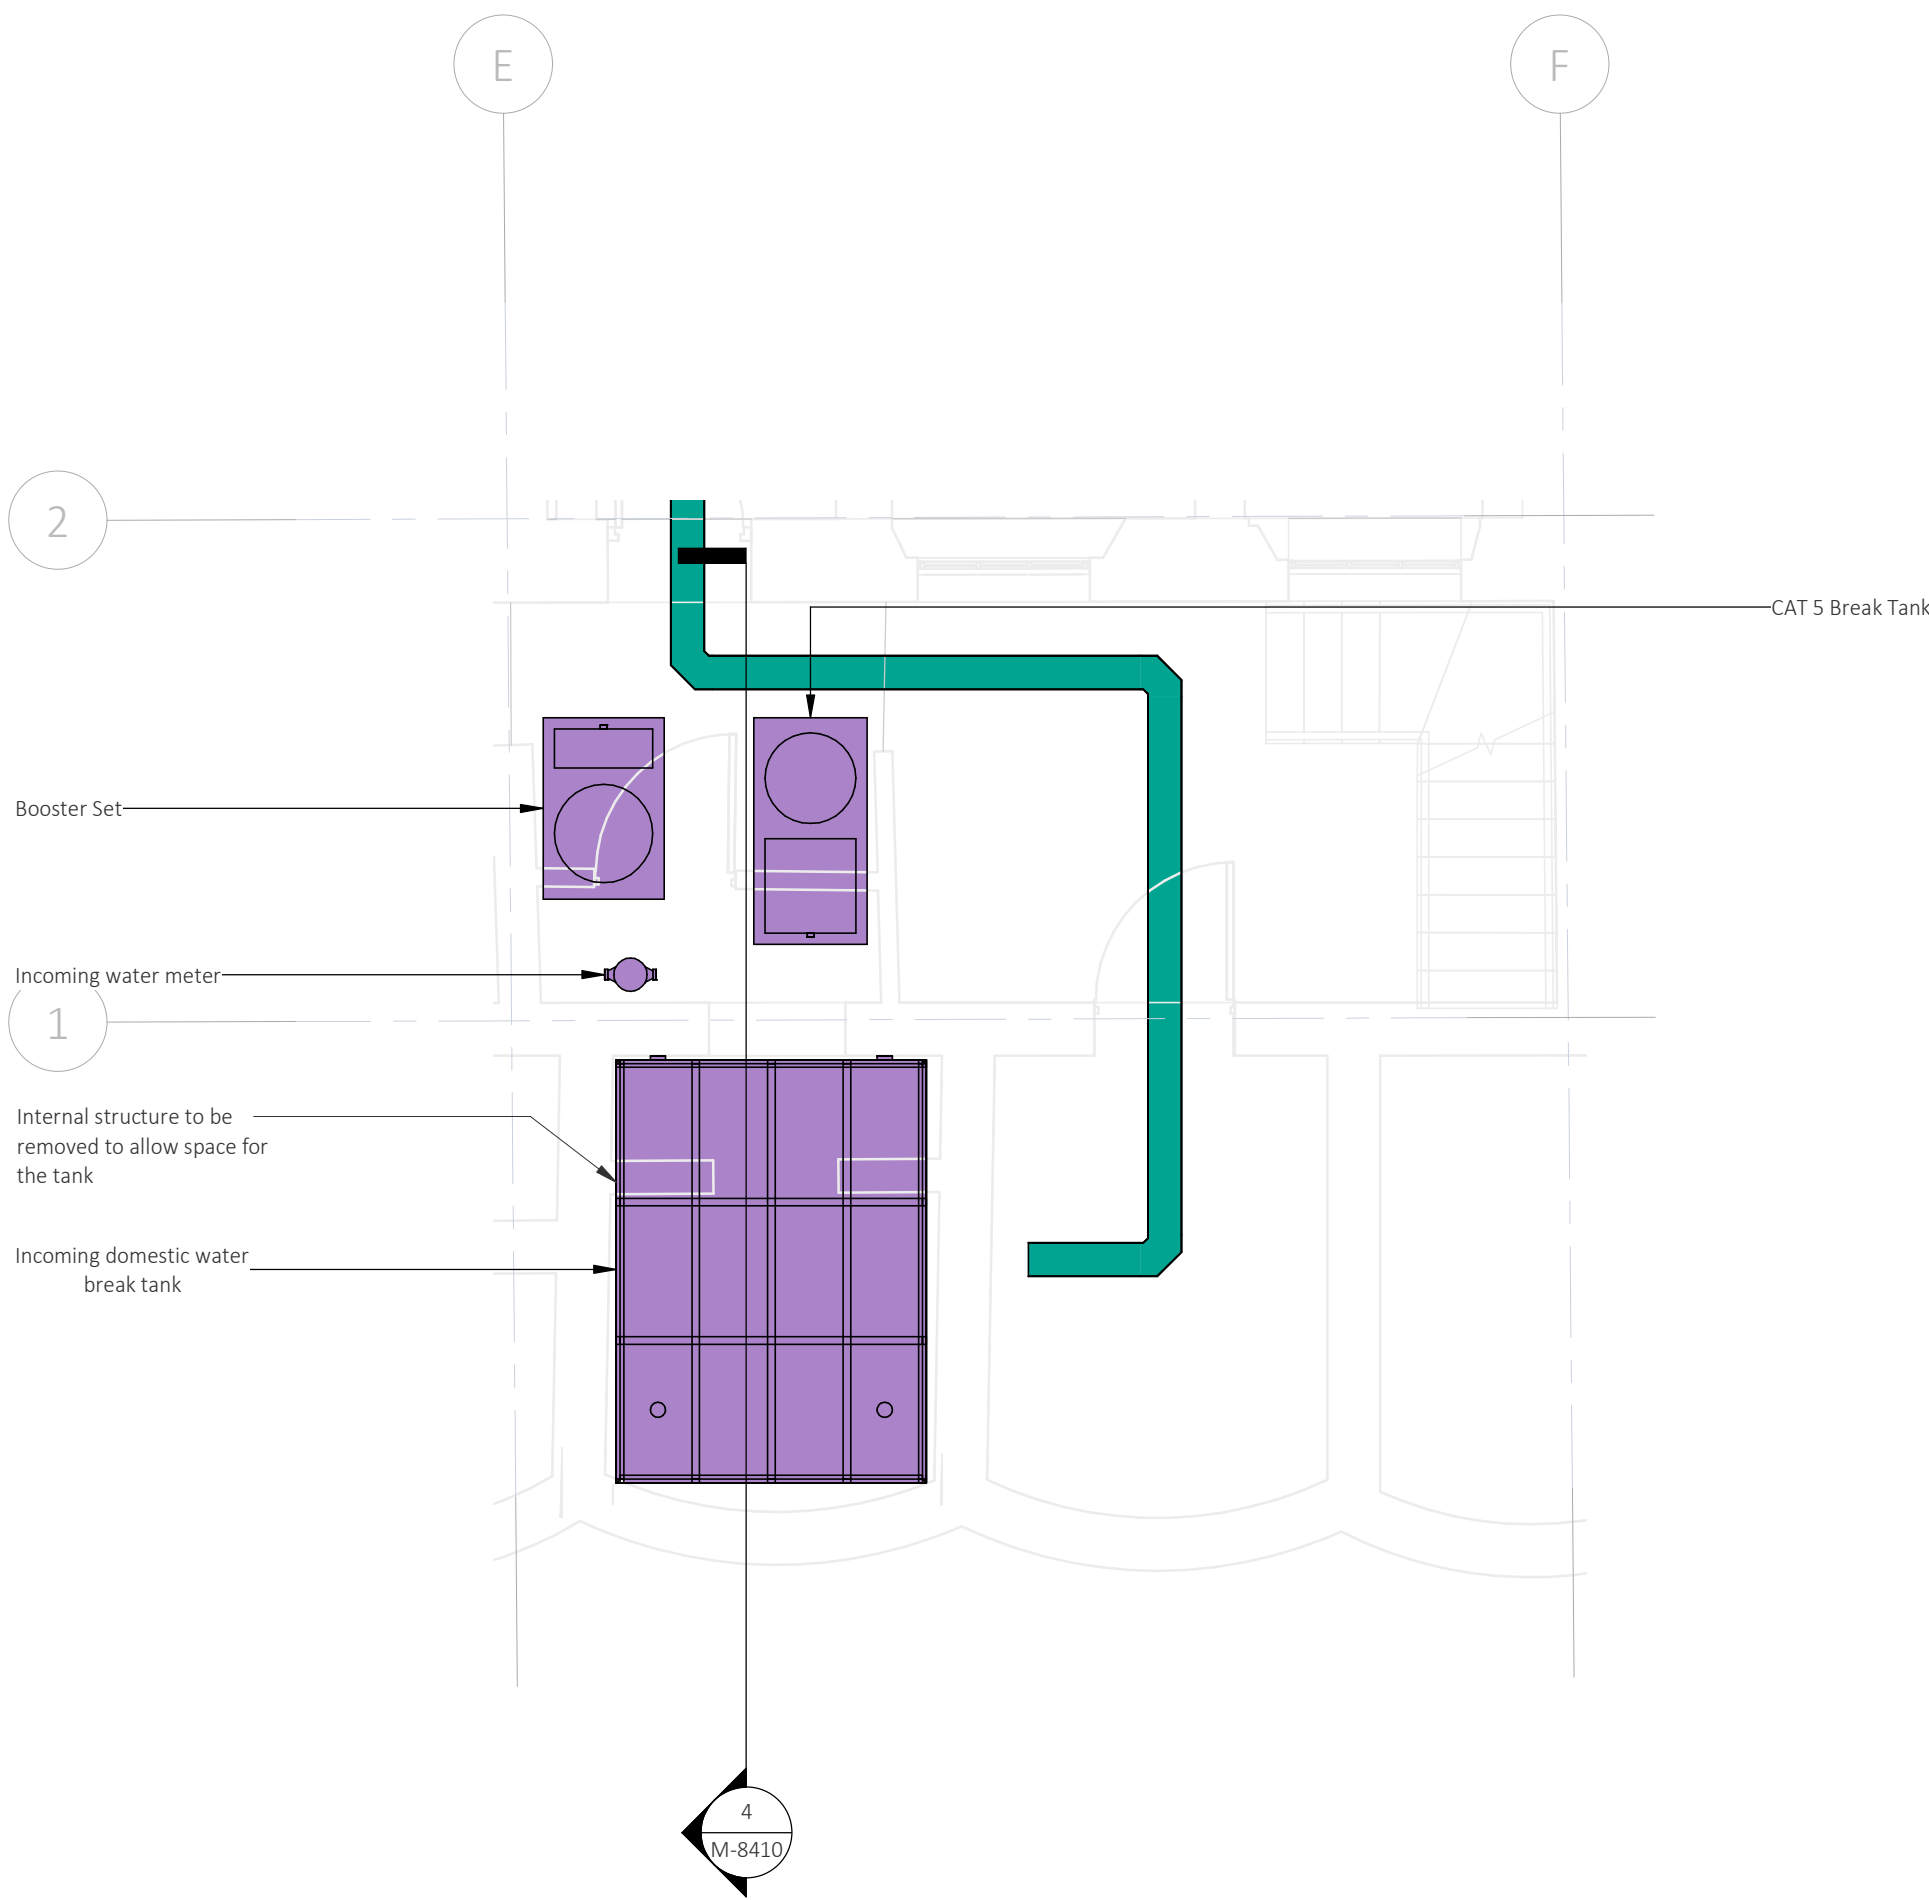 E
F
2
CAT 5 Break Tank
Booster Set
Incoming water meter
1
Internal structure to be
removed to allow space for
the tank
Incoming domestic water
break tank
4
M-8410